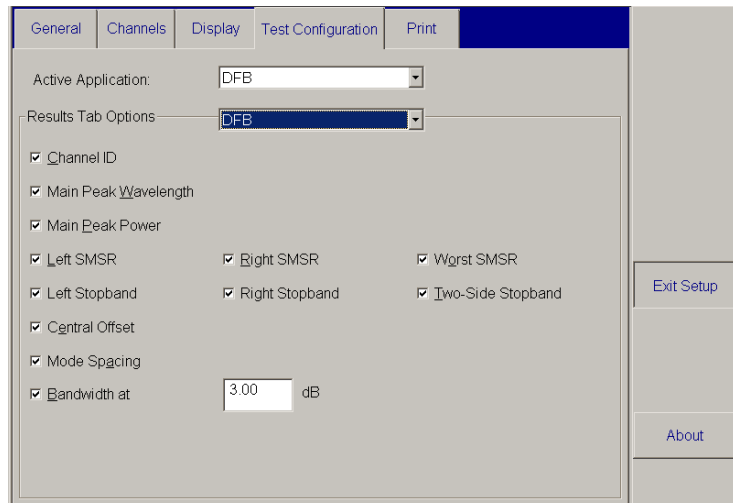 General Channels Display Test Configuration Print
Active Application: DFB
Results Tab Options DFB
Channel ID
Main Peak Wavelength
Main Peak Power
Left SMSR Right SMSR Worst SMSR
Left Stopband Right Stopband Two-Side Stopband
Exit Setup
Central Offset
Mode Spacing
Bandwidth at 3.00 dB
About